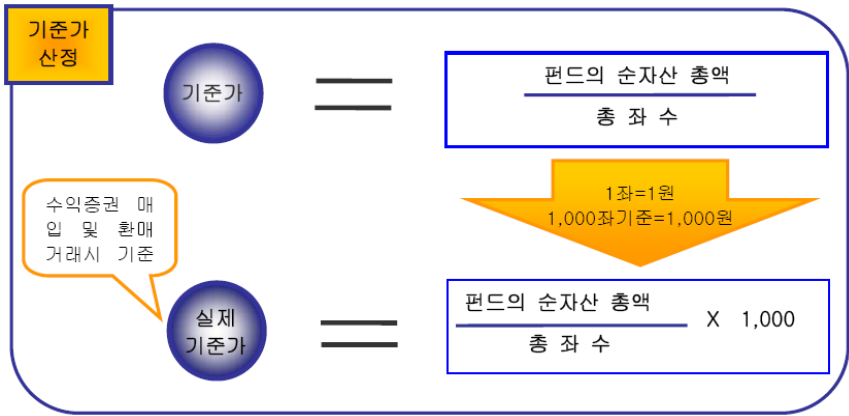 기준가
산정
기준가
펀드의 순자산 총액
총 좌 수
1좌=1원
1,000좌기준=1,000원
수익증권 매
입 및 환매
거래시 기준
실제
기준가
펀드의 순자산 총액
총 좌 수
X 1,000